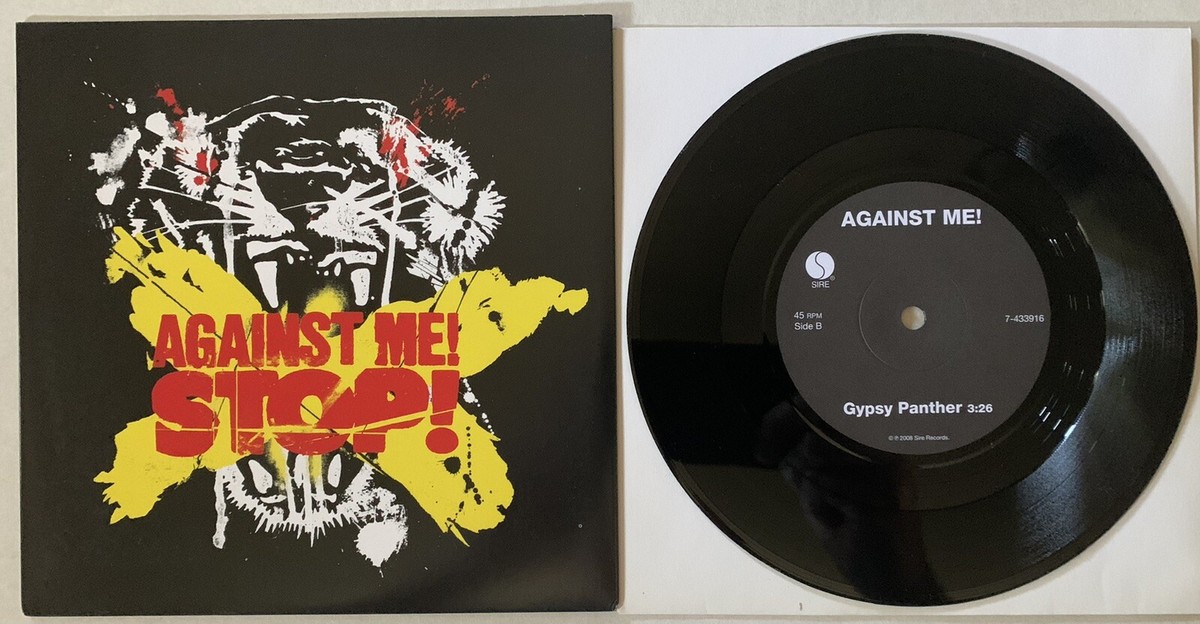 AGAINST ME!
STOP!
AGAINST ME!
SIRE
45 RPM
Side B
7-433916
Gypsy Panther 3:26
©℗ 2008 Sire Records.